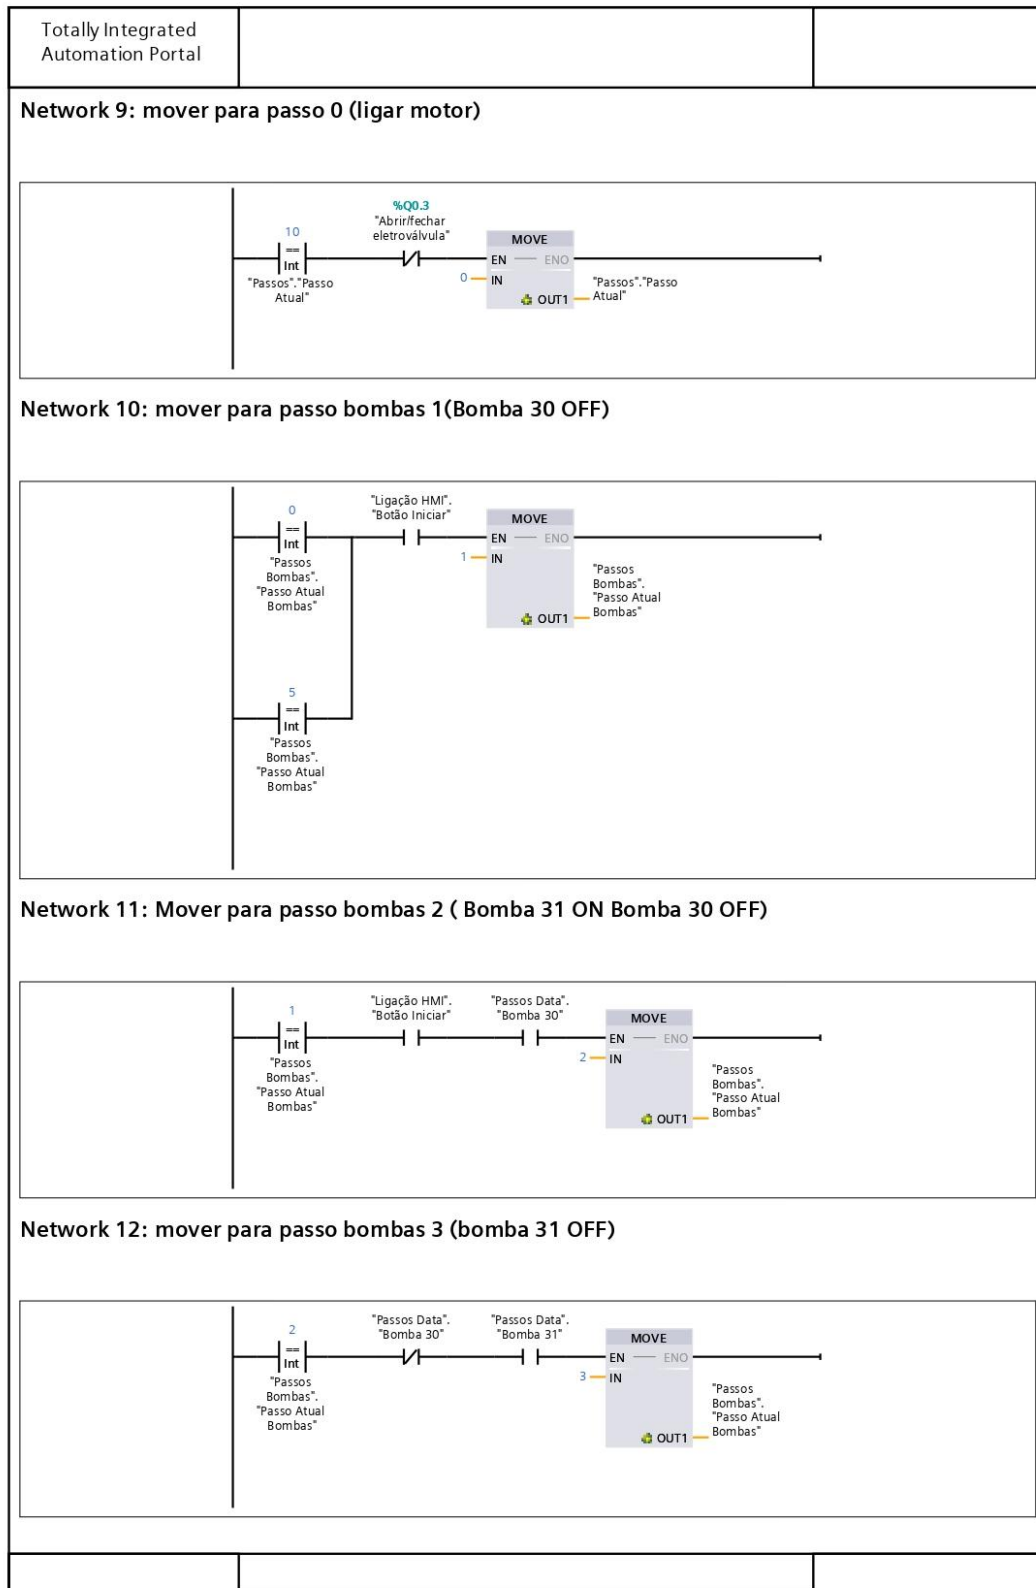 Totally Integrated
Automation Portal
Network 9: mover para passo 0 (ligar motor)
%Q0.3
"Abrir/fechar
eletroválvula"
10
==
Int
"Passos"."Passo
Atual"
MOVE
EN ENO
0 IN
OUT1
"Passos"."Passo
Atual"
Network 10: mover para passo bombas 1(Bomba 30 OFF)
0
==
Int
"Passos
Bombas".
"Passo Atual
Bombas"
"Ligação HMI".
"Botão Iniciar"
MOVE
EN ENO
1 IN
OUT1
"Passos
Bombas".
"Passo Atual
Bombas"
5
==
Int
"Passos
Bombas".
"Passo Atual
Bombas"
Network 11: Mover para passo bombas 2 ( Bomba 31 ON Bomba 30 OFF)
1
==
Int
"Passos
Bombas".
"Passo Atual
Bombas"
"Ligação HMI".
"Botão Iniciar"
"Passos Data".
"Bomba 30"
MOVE
EN ENO
2 IN
OUT1
"Passos
Bombas".
"Passo Atual
Bombas"
Network 12: mover para passo bombas 3 (bomba 31 OFF)
2
==
Int
"Passos
Bombas".
"Passo Atual
Bombas"
"Passos Data".
"Bomba 30"
"Passos Data".
"Bomba 31"
MOVE
EN ENO
3 IN
OUT1
"Passos
Bombas".
"Passo Atual
Bombas"